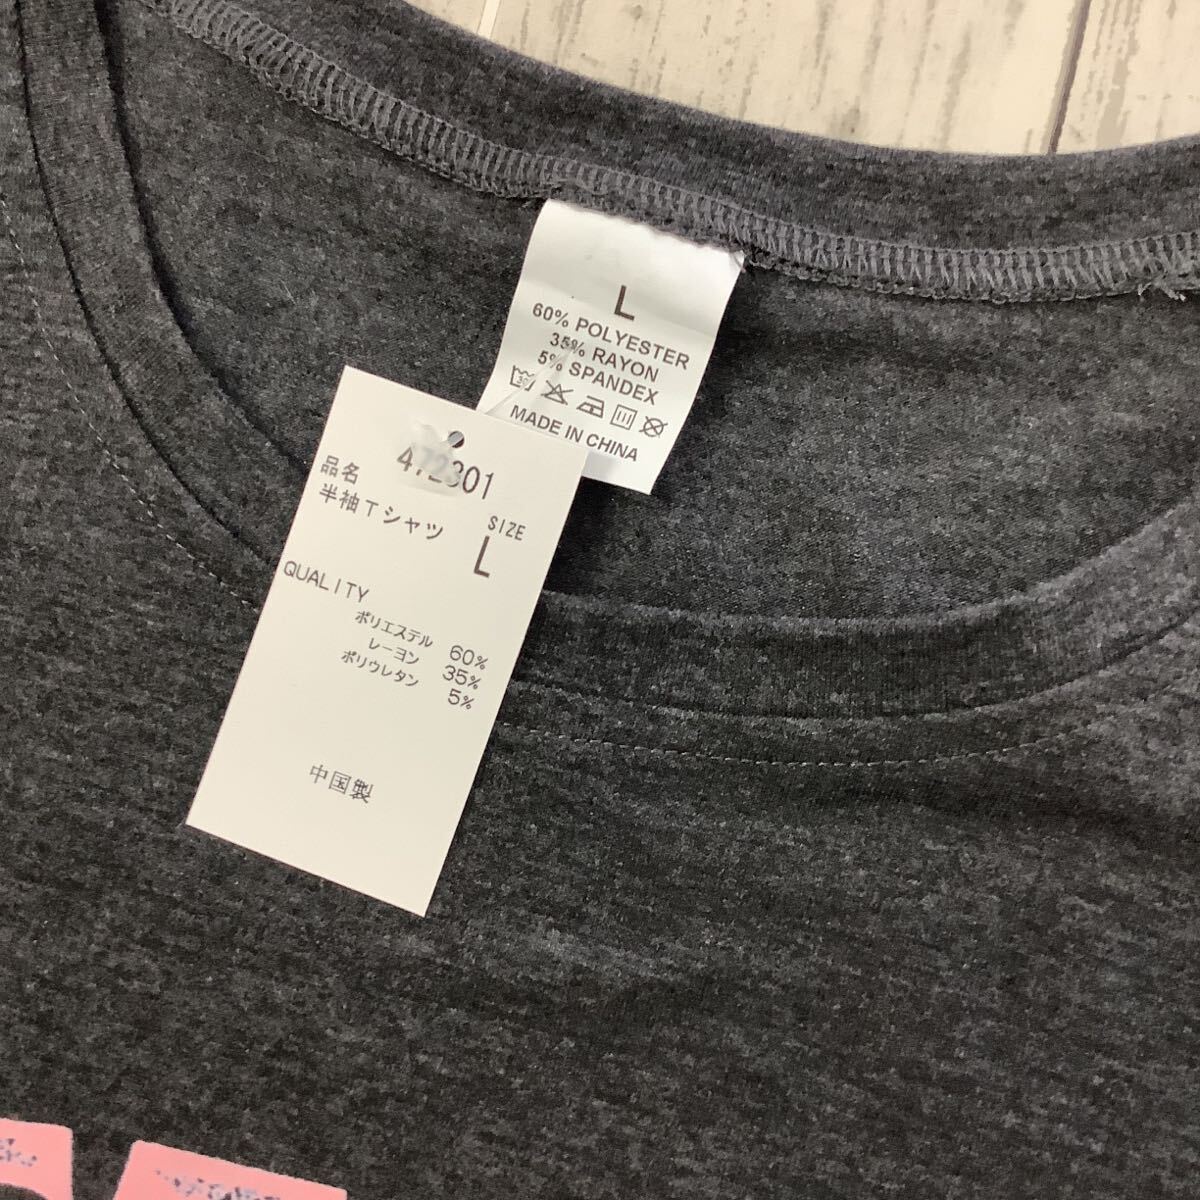 L
60% POLYESTER
35% RAYON
5% SPANDEX
MADE IN CHINA
472301
品名
半袖Tシャツ
SIZE
L
QUALITY
ポリエステル 60%
レーヨン 35%
ポリウレタン 5%
中国製